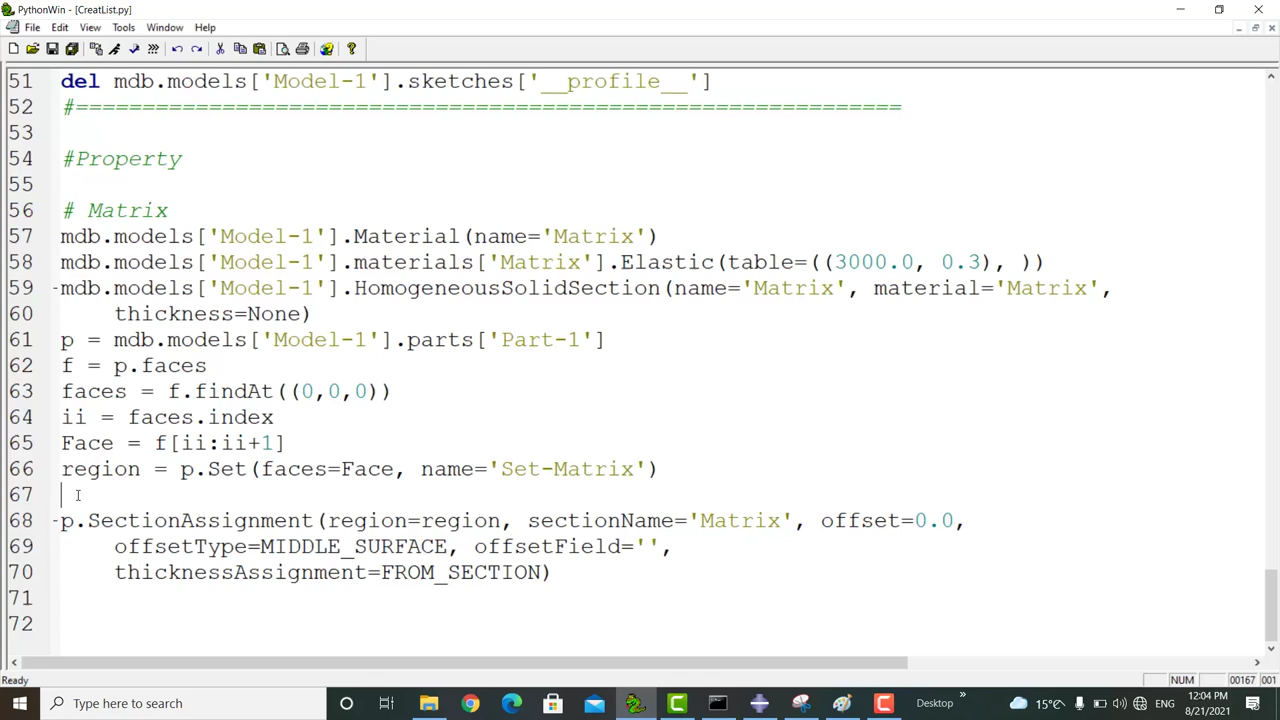 PythonWin - [CreatList.py]
File Edit View Tools Window Help
51 del mdb.models['Model-1'].sketches['__profile__']
52 #==============================================================
53
54 #Property
55
56 # Matrix
57 mdb.models['Model-1'].Material(name='Matrix')
58 mdb.models['Model-1'].materials['Matrix'].Elastic(table=((3000.0, 0.3), ))
59 -mdb.models['Model-1'].HomogeneousSolidSection(name='Matrix', material='Matrix',
60 thickness=None)
61 p = mdb.models['Model-1'].parts['Part-1']
62 f = p.faces
63 faces = f.findAt((0,0,0))
64 ii = faces.index
65 Face = f[ii:ii+1]
66 region = p.Set(faces=Face, name='Set-Matrix')
67
68 -p.SectionAssignment(region=region, sectionName='Matrix', offset=0.0,
69 offsetType=MIDDLE_SURFACE, offsetField='',
70 thicknessAssignment=FROM_SECTION)
71
72
Ready NUM 00167 001
Type here to search Desktop 15°C ENG 12:04 PM
8/21/2021